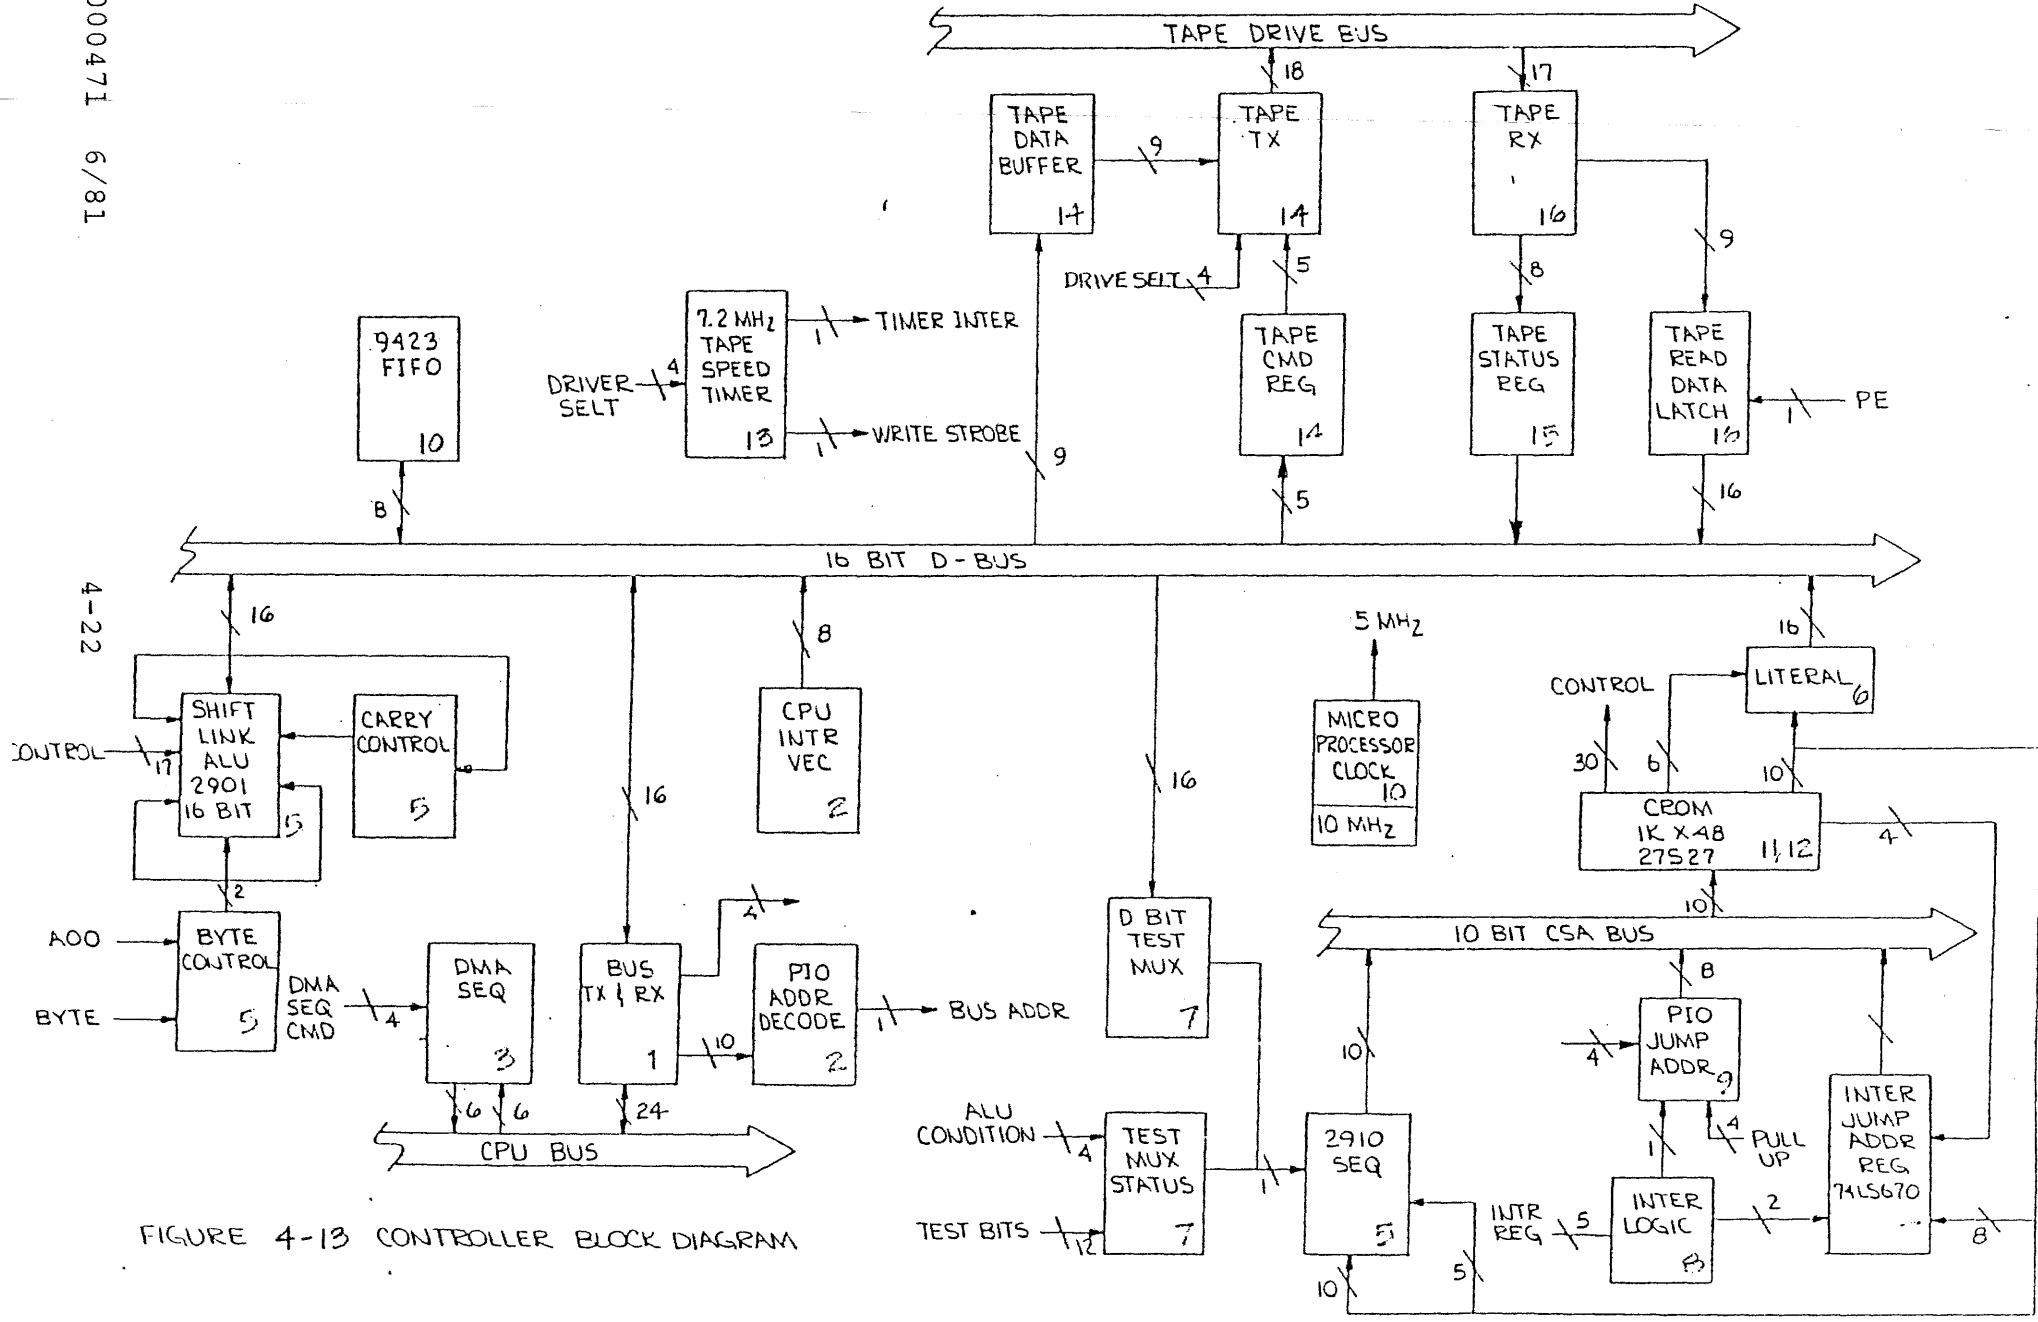 000471 6/81
4-22
TAPE DRIVE BUS
18
17
TAPE
DATA
BUFFER
14
9
TAPE
TX
14
TAPE
RX
16
9
DRIVE SELT 4
5
8
9423
FIFO
10
8
7.2 MHz
TAPE
SPEED
TIMER
13
DRIVER
SELT
4
1
TIMER INTER
1
WRITE STROBE
9
TAPE
CMD
REG
14
5
TAPE
STATUS
REG
15
TAPE
READ
DATA
LATCH
1
PE
16
16 BIT D-BUS
16
16
8
16
5 MHz
16
CONTROL
LITERAL
6
SHIFT
LINK
ALU
2901
16 BIT
5
CONTROL
17
CARRY
CONTROL
5
CPU
INTR
VEC
2
MICRO
PROCESSOR
CLOCK
10
10 MHz
30
6
10
CROM
1K X 48
27S27
11,12
4
2
A00
BYTE
BYTE
CONTROL
5
DMA
SEQ
CMD
4
DMA
SEQ
3
BUS
TX & RX
1
4
10
PIO
ADDR
DECODE
2
1
BUS ADDR
D BIT
TEST
MUX
7
10
10 BIT CSA BUS
6
6
24
CPU BUS
10
8
4
PIO
JUMP
ADDR
9
1
4
PULL
UP
INTER
JUMP
ADDR
REG
74LS670
ALU
CONDITION
4
TEST BITS
12
TEST
MUX
STATUS
7
1
2910
SEQ
5
10
5
INTR
REG
5
INTER
LOGIC
8
2
8
FIGURE 4-13 CONTROLLER BLOCK DIAGRAM